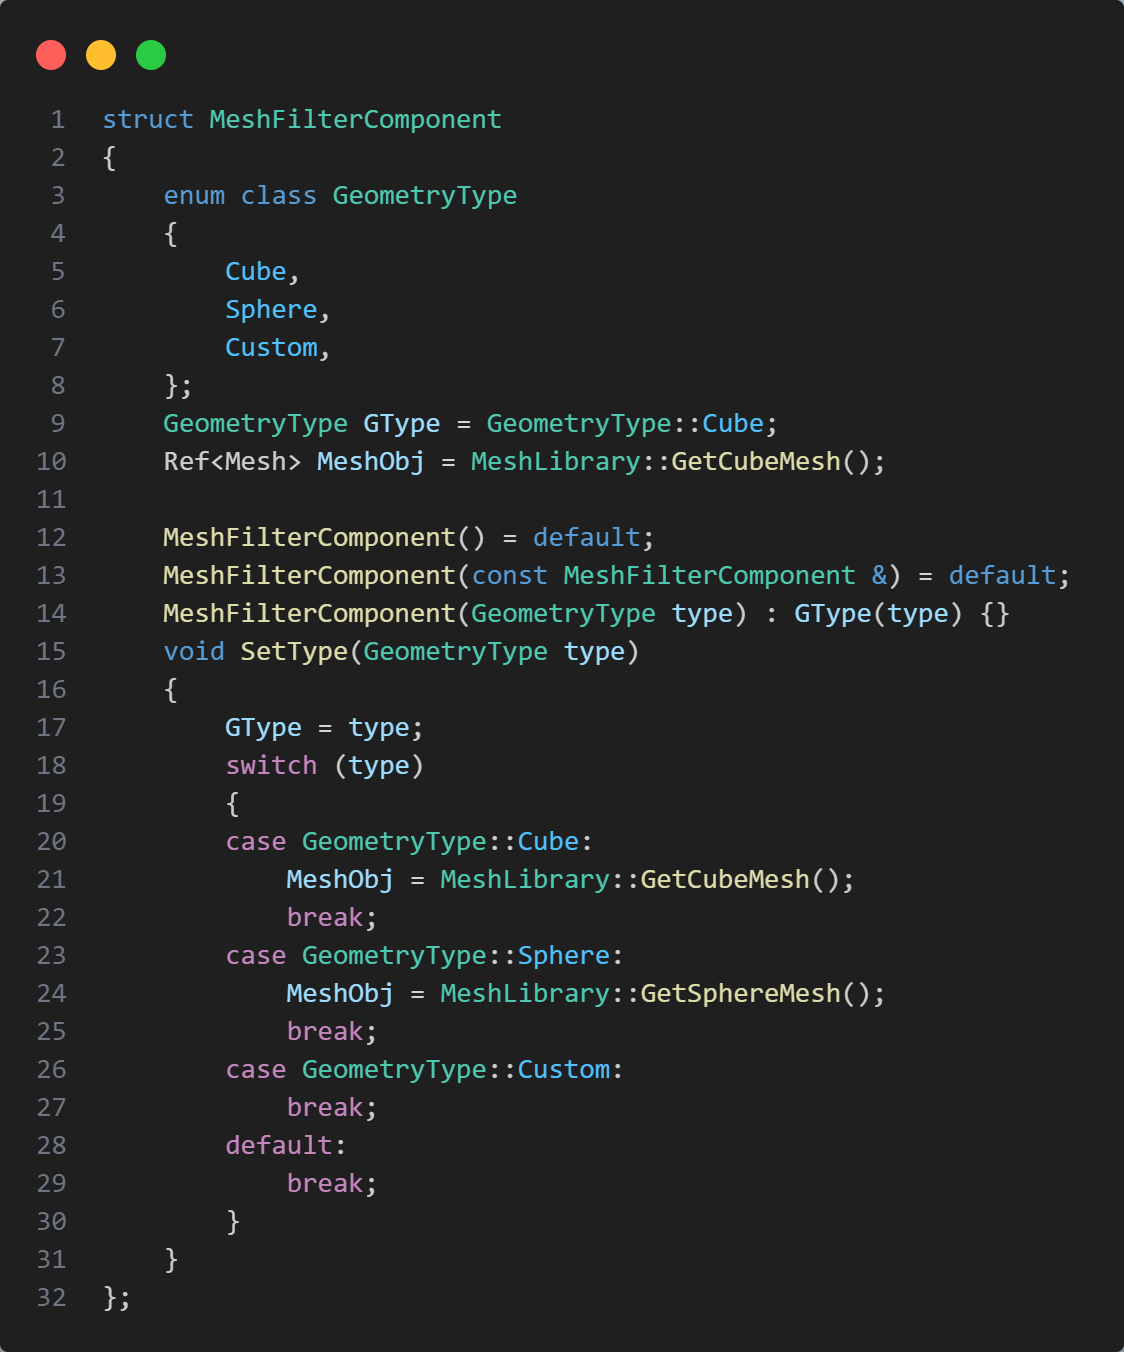 1 struct MeshFilterComponent
2 {
3     enum class GeometryType
4     {
5         Cube,
6         Sphere,
7         Custom,
8     };
9     GeometryType GType = GeometryType::Cube;
10     Ref<Mesh> MeshObj = MeshLibrary::GetCubeMesh();
11
12     MeshFilterComponent() = default;
13     MeshFilterComponent(const MeshFilterComponent &) = default;
14     MeshFilterComponent(GeometryType type) : GType(type) {}
15     void SetType(GeometryType type)
16     {
17         GType = type;
18         switch (type)
19         {
20         case GeometryType::Cube:
21             MeshObj = MeshLibrary::GetCubeMesh();
22             break;
23         case GeometryType::Sphere:
24             MeshObj = MeshLibrary::GetSphereMesh();
25             break;
26         case GeometryType::Custom:
27             break;
28         default:
29             break;
30         }
31     }
32 };